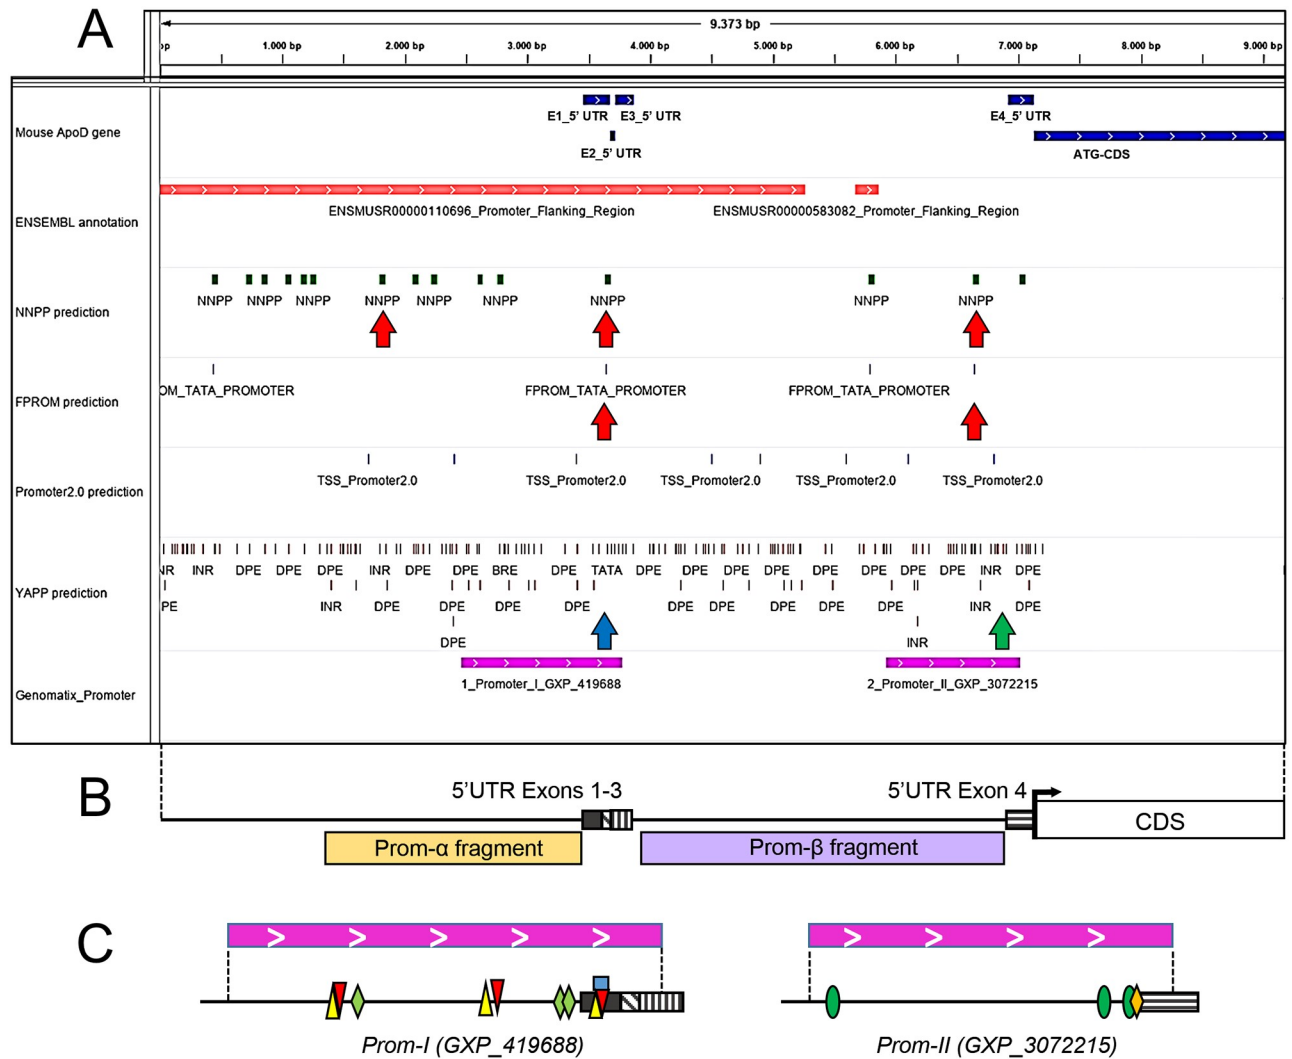 A
9.373 bp
op 1.000 bp 2.000 bp 3.000 bp 4.000 bp 5.000 bp 6.000 bp 7.000 bp 8.000 bp 9.000 bp
Mouse ApoD gene
E1_5’ UTR E3_5’ UTR E4_5’ UTR
E2_5’ UTR ATG-CDS
ENSEMBL annotation
ENSMUSR00000110696_Promoter_Flanking_Region ENSMUSR00000583082_Promoter_Flanking_Region
NNPP prediction
NNPP NNPP NNPP NNPP NNPP NNPP NNPP NNPP NNPP
FPROM prediction
OM_TATA_PROMOTER FPROM_TATA_PROMOTER FPROM_TATA_PROMOTER
Promoter2.0 prediction
TSS_Promoter2.0 TSS_Promoter2.0 TSS_Promoter2.0 TSS_Promoter2.0 TSS_Promoter2.0
YAPP prediction
NR INR DPE DPE DPE INR DPE DPE BRE DPE TATA DPE DPE DPE DPE DPE DPE INR DPE
PE INR DPE DPE DPE DPE DPE DPE DPE DPE DPE INR DPE
DPE INR
Genomatix_Promoter
1_Promoter_I_GXP_419688 2_Promoter_II_GXP_3072215
B
5’UTR Exons 1-3 5’UTR Exon 4
CDS
Prom-α fragment Prom-β fragment
C
Prom-I (GXP_419688) Prom-II (GXP_3072215)